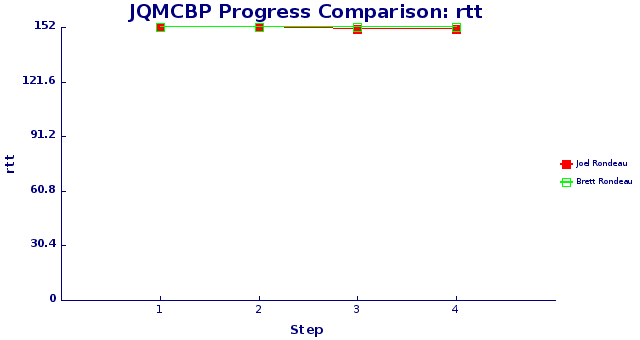 JQMCBP Progress Comparison: rtt
152
121.6
91.2
60.8
30.4
0
rtt
1 2 3 4
Step
Joel Rondeau
Brett Rondeau